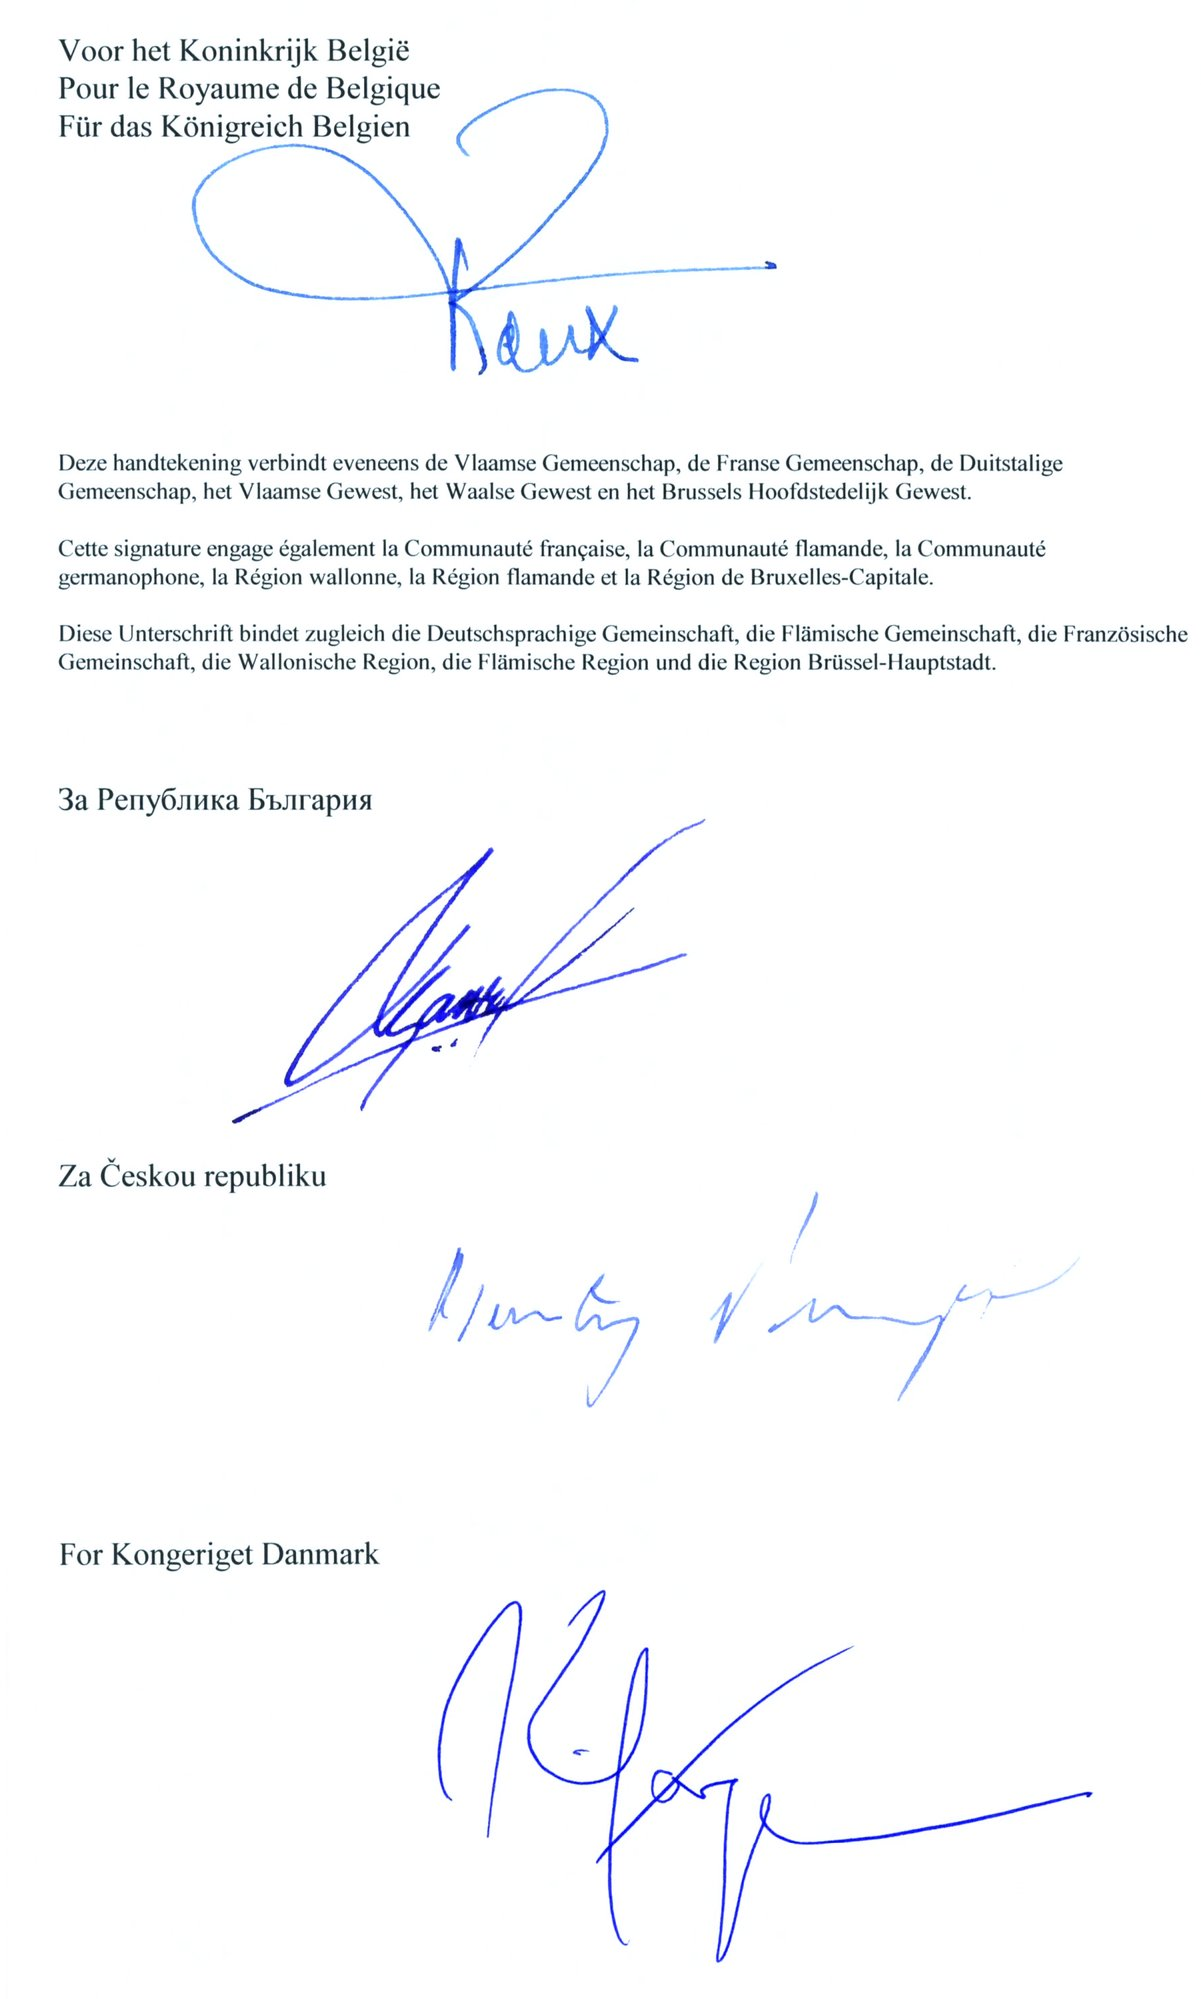 Voor het Koninkrijk België
Pour le Royaume de Belgique
Für das Königreich Belgien
Deze handtekening verbindt eveneens de Vlaamse Gemeenschap, de Franse Gemeenschap, de Duitstalige
Gemeenschap, het Vlaamse Gewest, het Waalse Gewest en het Brussels Hoofdstedelijk Gewest.
Cette signature engage également la Communauté française, la Communauté flamande, la Communauté
germanophone, la Région wallonne, la Région flamande et la Région de Bruxelles-Capitale.
Diese Unterschrift bindet zugleich die Deutschsprachige Gemeinschaft, die Flämische Gemeinschaft, die Französische
Gemeinschaft, die Wallonische Region, die Flämische Region und die Region Brüssel-Hauptstadt.
За Република България
Za Českou republiku
For Kongeriget Danmark